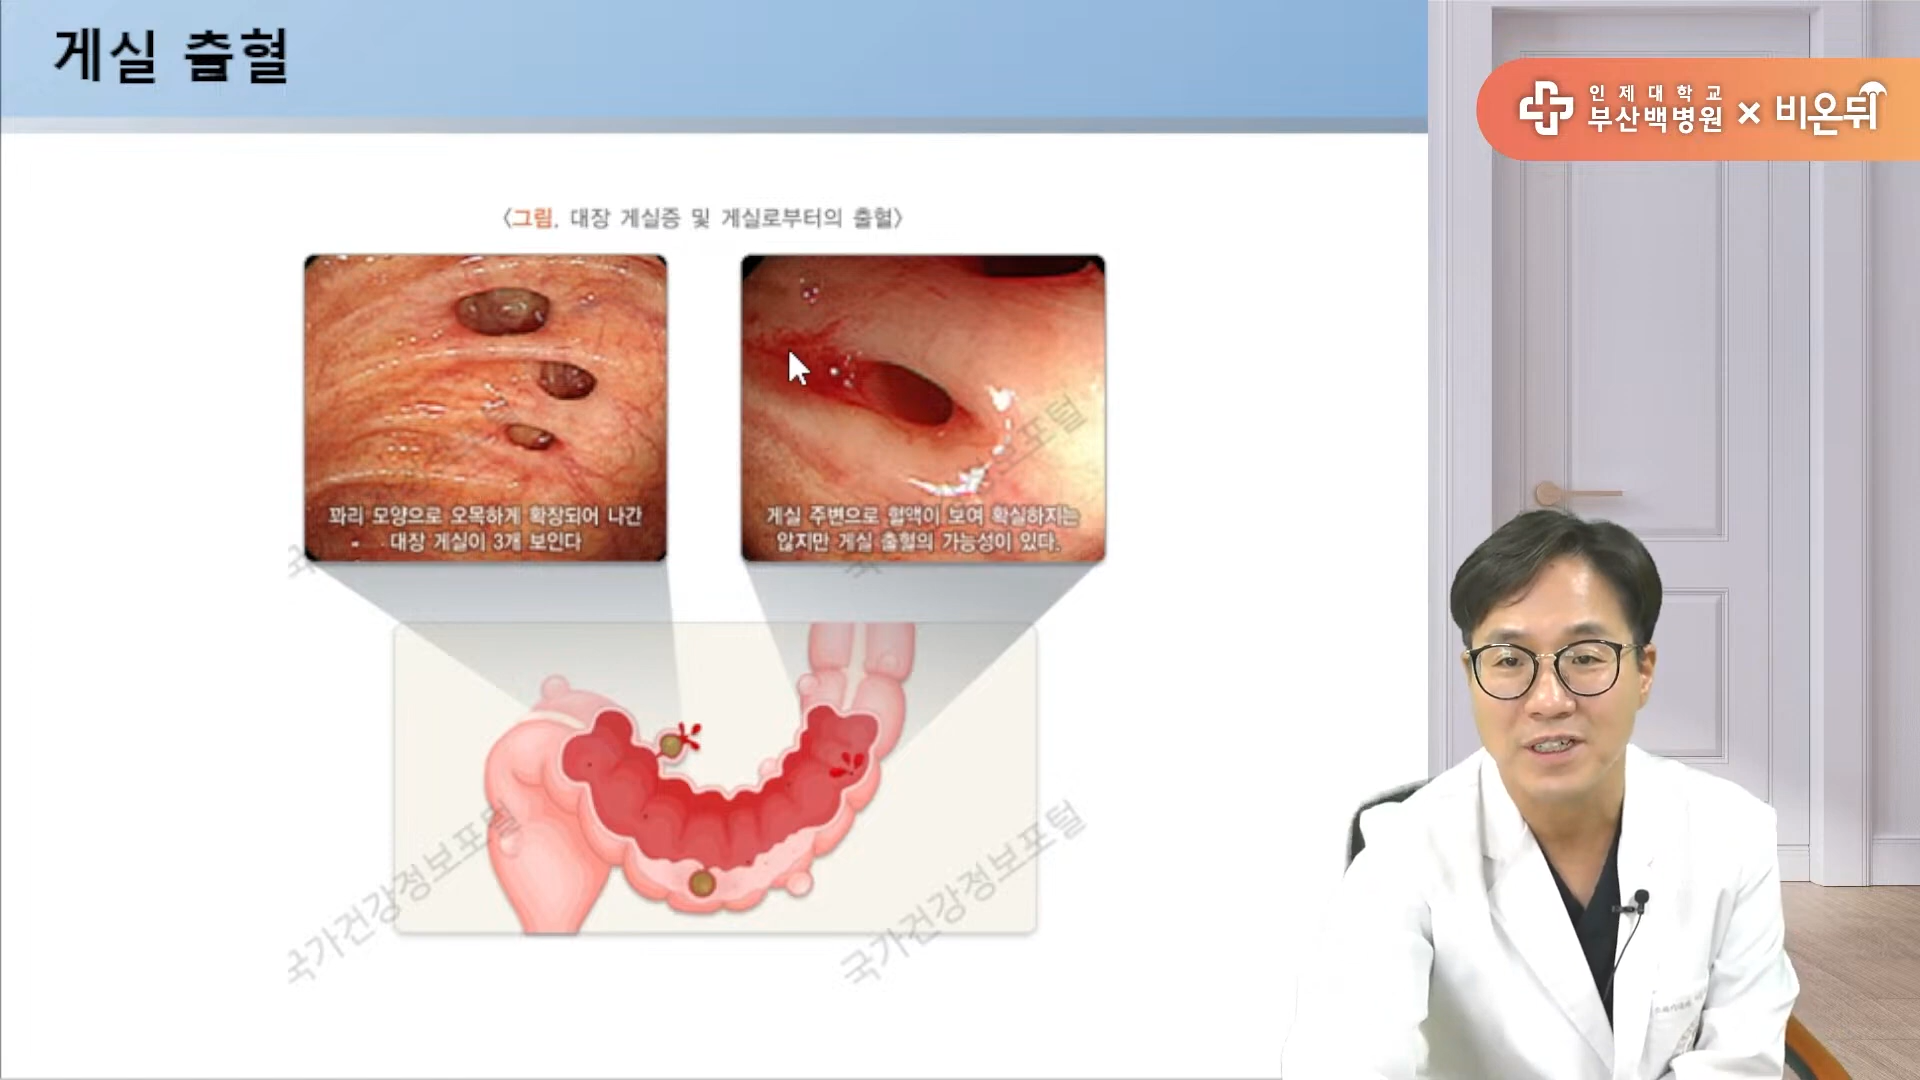 게실 출혈
인제대학교
부산백병원 × 비온뒤
<그림. 대장 게실증 및 게실로부터의 출혈>
꽈리 모양으로 오목하게 확장되어 나간
대장 게실이 3개 보인다
게실 주변으로 혈액이 보여 확실하지는
않지만 게실 출혈의 가능성이 있다.
국가건강정보포털
국가건강정보포털